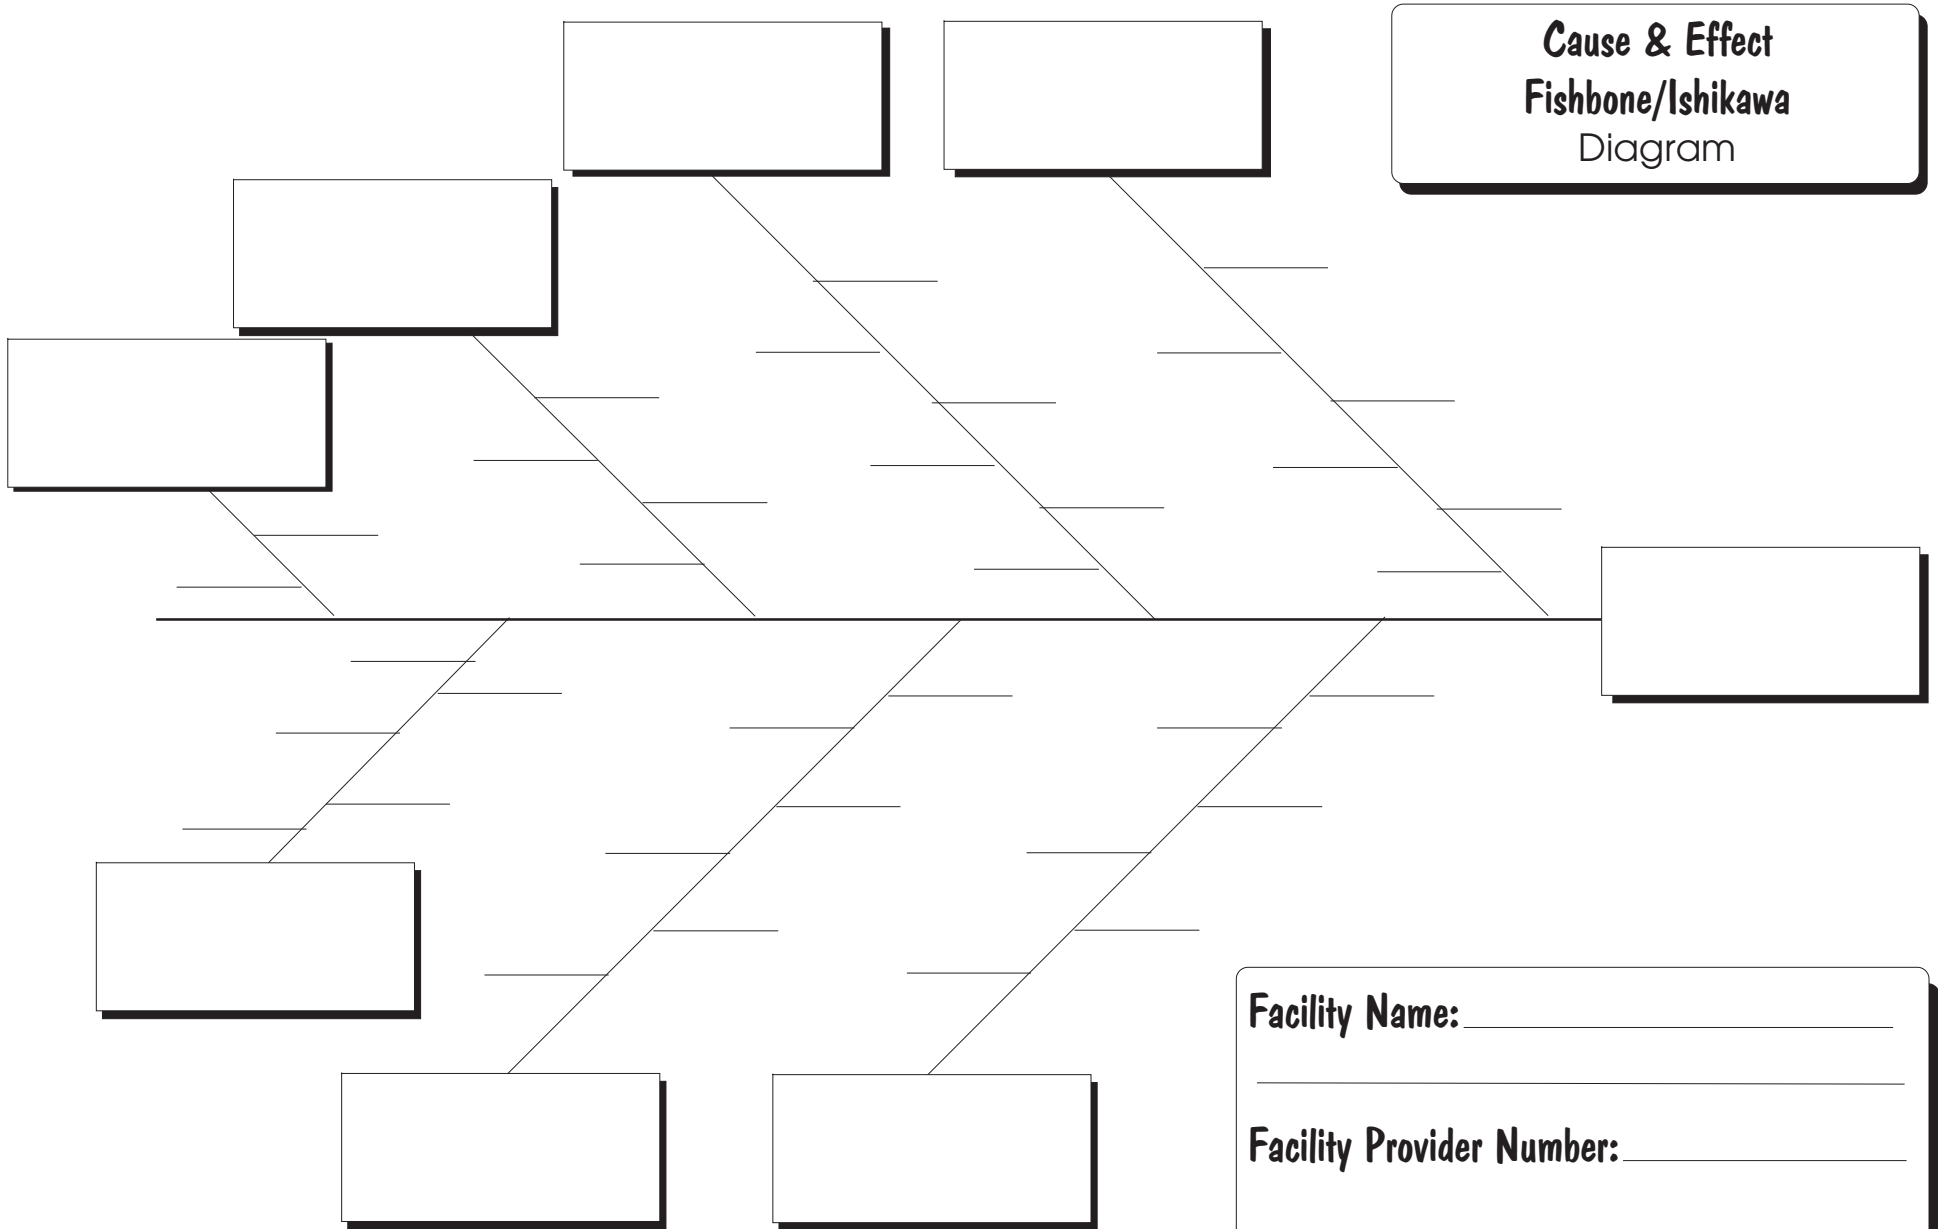 Cause & Effect
Fishbone/Ishikawa
Diagram
Facility Name:
Facility Provider Number: